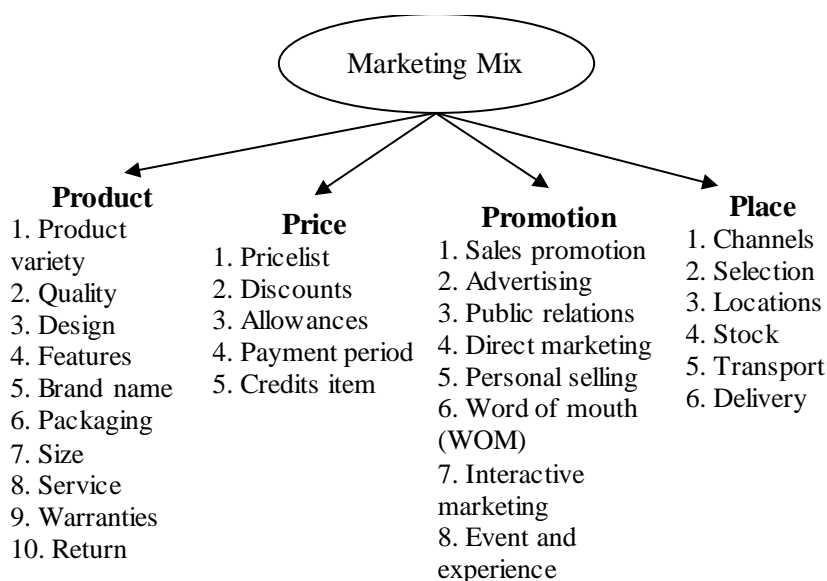 Marketing Mix
Product
1. Product
variety
2. Quality
3. Design
4. Features
5. Brand name
6. Packaging
7. Size
8. Service
9. Warranties
10. Return
Price
1. Pricelist
2. Discounts
3. Allowances
4. Payment period
5. Credits item
Promotion
1. Sales promotion
2. Advertising
3. Public relations
4. Direct marketing
5. Personal selling
6. Word of mouth
(WOM)
7. Interactive
marketing
8. Event and
experience
Place
1. Channels
2. Selection
3. Locations
4. Stock
5. Transport
6. Delivery